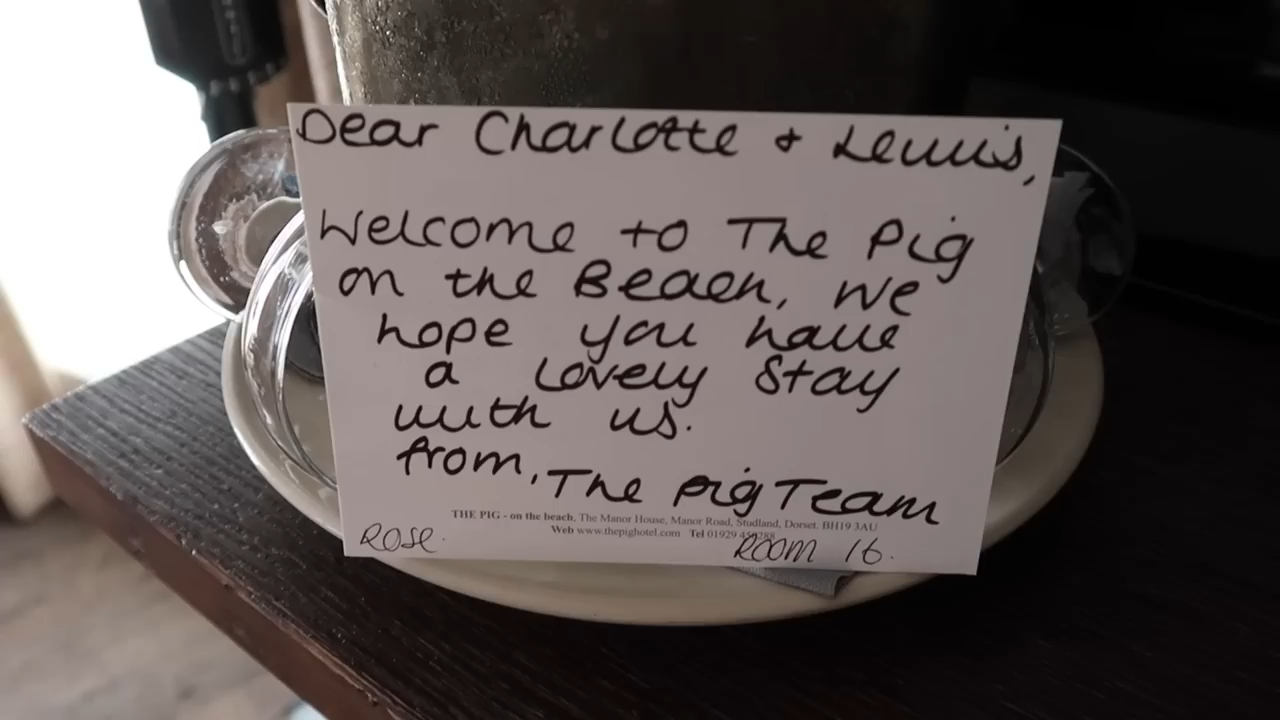 Dear Charlotte + Lewis,
Welcome to The Pig
on the Beach, We
hope you have
a lovely stay
with us.
from, The Pig Team
THE PIG - on the beach, The Manor House, Manor Road, Studland, Dorset. BH19 3AU
Web www.thepighotel.com Tel 01929
Rose.
Room 16.